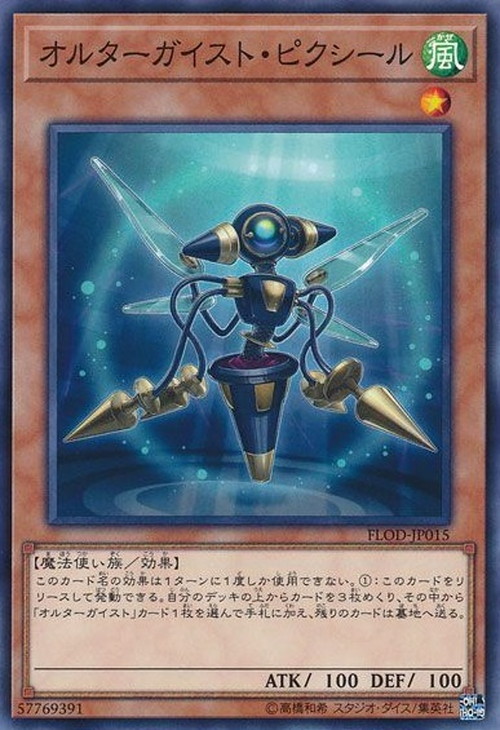 オルターガイスト・ピクシール
風
FLOD-JP015
【魔法使い族／効果】
このカード名の効果は1ターンに1度しか使用できない。①：このカードをリ
リースして発動できる。自分のデッキの上からカードを3枚めくり、その中から
「オルターガイスト」カード1枚を選んで手札に加え、残りのカードは墓地へ送る。
ATK/ 100 DEF/ 100
57769391
©高橋和希 スタジオ・ダイス/集英社